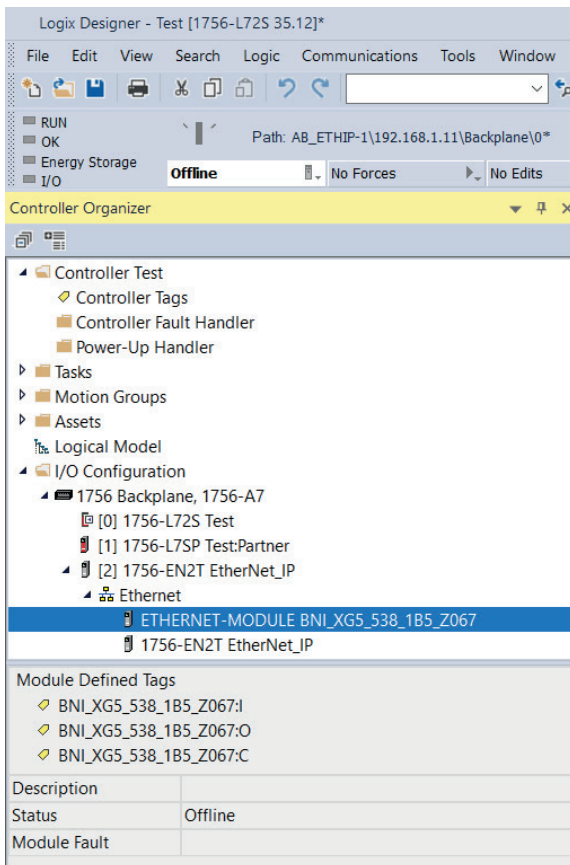 Logix Designer - Test [1756-L72S 35.12]*
File Edit View Search Logic Communications Tools Window
RUN
OK
Energy Storage
I/O
Path: AB_ETHIP-1\192.168.1.11\Backplane\0*
Offline No Forces No Edits
Controller Organizer
Controller Test
Controller Tags
Controller Fault Handler
Power-Up Handler
Tasks
Motion Groups
Assets
Logical Model
I/O Configuration
1756 Backplane, 1756-A7
[0] 1756-L72S Test
[1] 1756-L7SP Test:Partner
[2] 1756-EN2T EtherNet_IP
Ethernet
ETHERNET-MODULE BNI_XG5_538_1B5_Z067
1756-EN2T EtherNet_IP
Module Defined Tags
BNI_XG5_538_1B5_Z067:I
BNI_XG5_538_1B5_Z067:O
BNI_XG5_538_1B5_Z067:C
Description
Status Offline
Module Fault